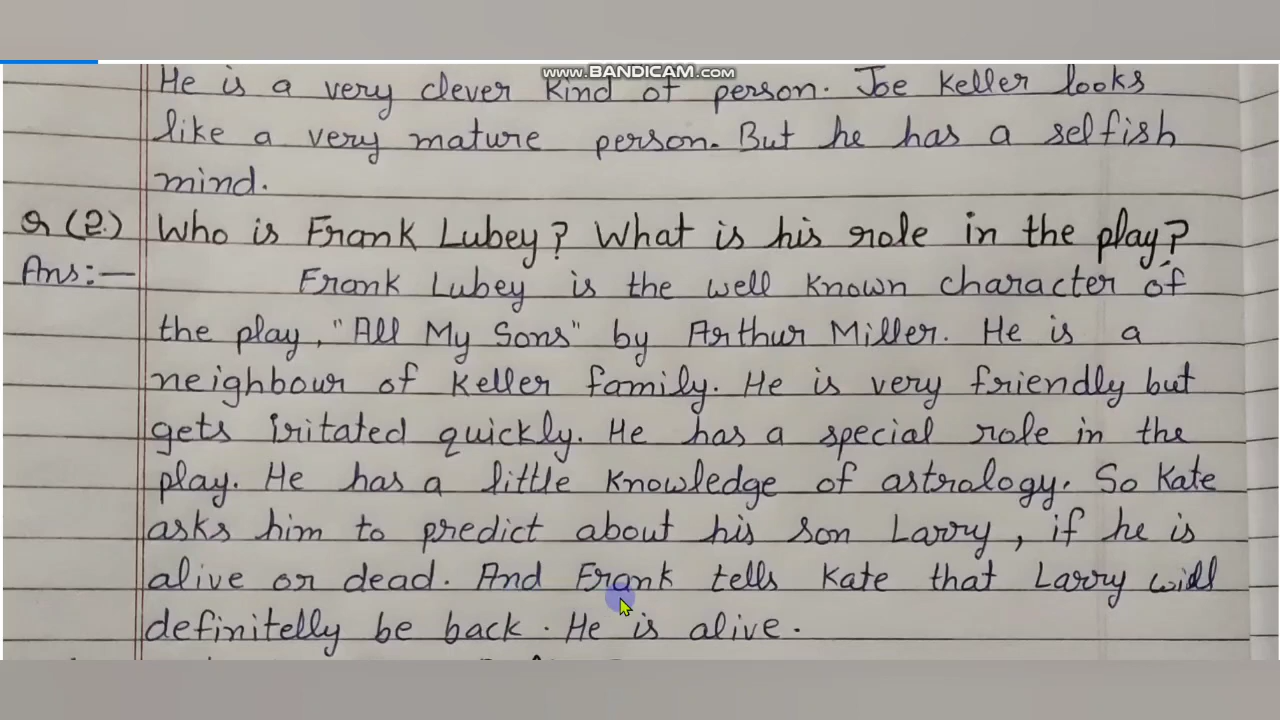 www.BANDICAM.com
He is a very clever kind of person. Joe Keller looks
like a very mature person. But he has a selfish
mind.
Q (2.) Who is Frank Lubey? What is his role in the play?
Ans:— Frank Lubey is the well known character of
the play, "All My Sons" by Arthur Miller. He is a
neighbour of Keller family. He is very friendly but
gets irritated quickly. He has a special role in the
play. He has a little knowledge of astrology. So Kate
asks him to predict about his son Larry, if he is
alive or dead. And Frank tells Kate that Larry will
definitelly be back. He is alive.